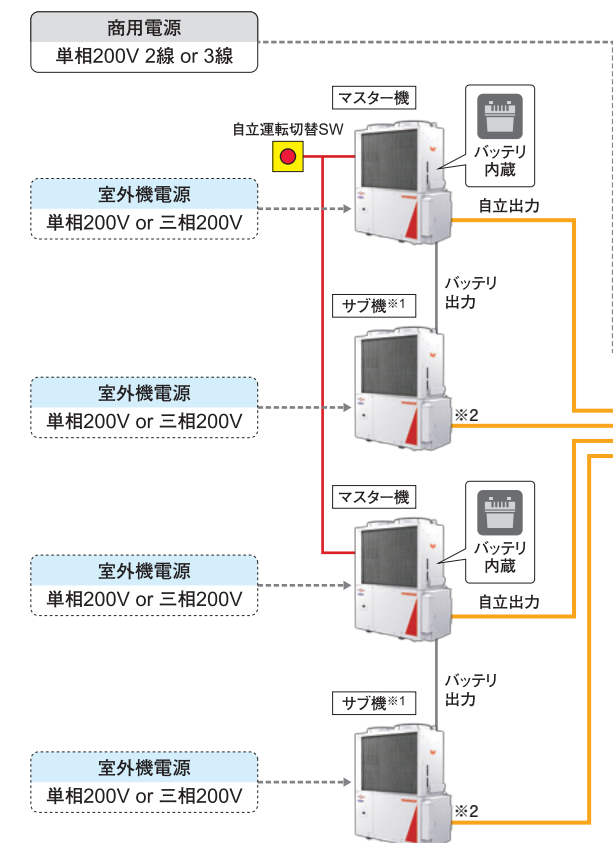 商用電源
単相200V 2線 or 3線
マスター機
自立運転切替SW
バッテリ
内蔵
室外機電源
単相200V or 三相200V
自立出力
バッテリ
出力
サブ機※1
室外機電源
単相200V or 三相200V
※2
マスター機
バッテリ
内蔵
室外機電源
単相200V or 三相200V
自立出力
バッテリ
出力
サブ機※1
室外機電源
単相200V or 三相200V
※2